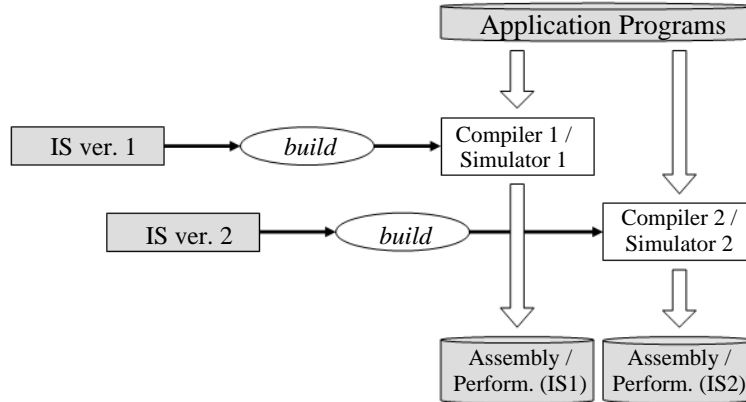 Application Programs
IS ver. 1
build
Compiler 1 /
Simulator 1
IS ver. 2
build
Compiler 2 /
Simulator 2
Assembly /
Perform. (IS1)
Assembly /
Perform. (IS2)